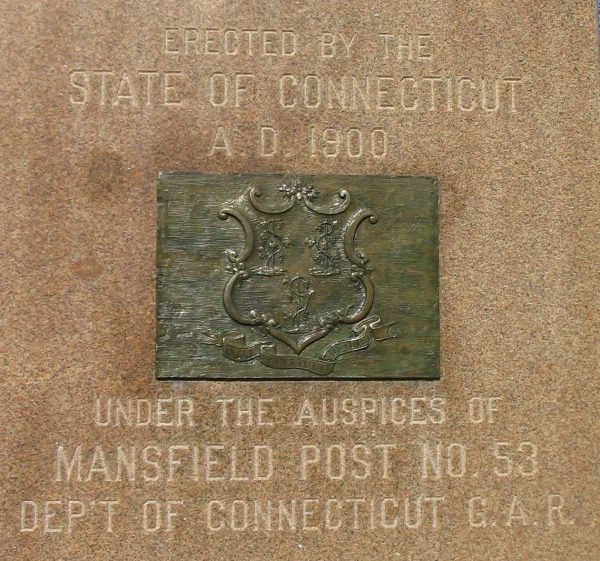 ERECTED BY THE
STATE OF CONNECTICUT
A. D. 1900
UNDER THE AUSPICES OF
MANSFIELD POST NO. 53
DEP'T OF CONNECTICUT G.A.R.